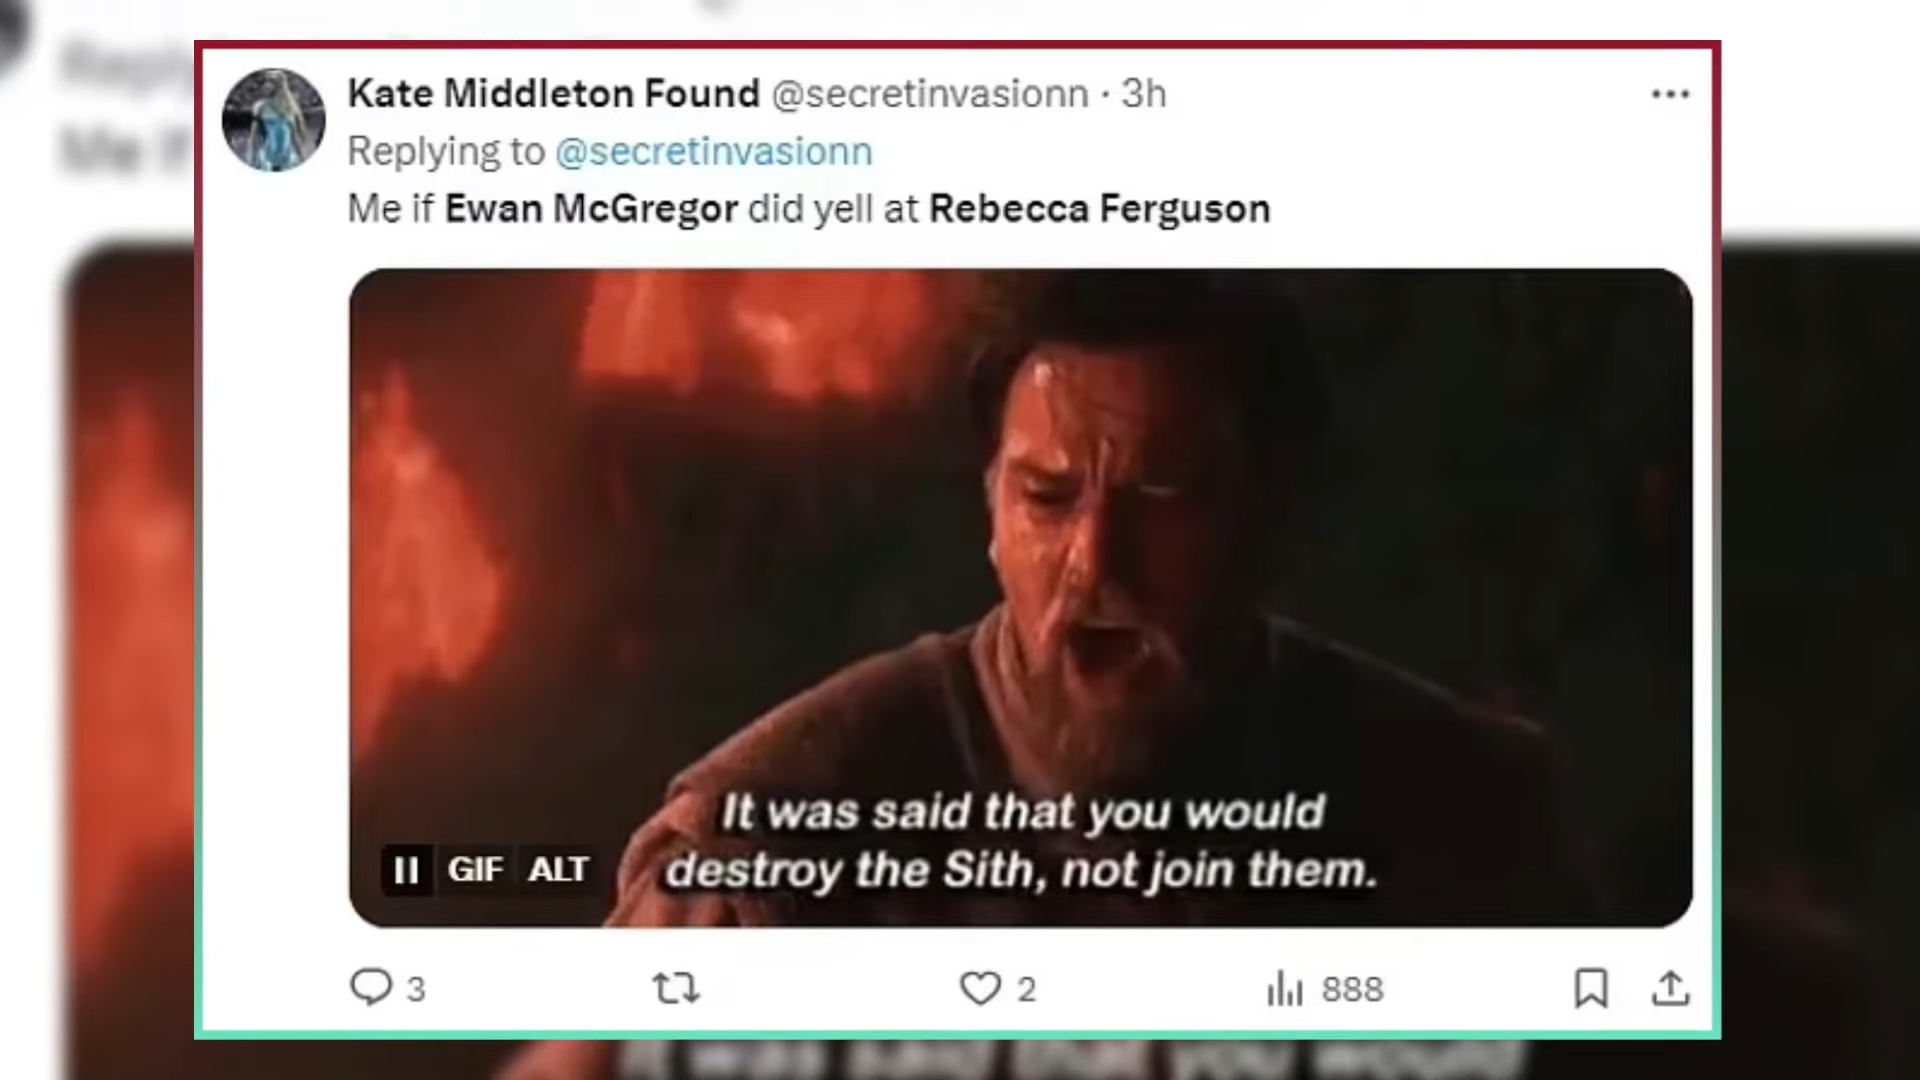 Kate Middleton Found @secretinvasionn · 3h
Replying to @secretinvasionn
Me if Ewan McGregor did yell at Rebecca Ferguson
It was said that you would
destroy the Sith, not join them.
GIF ALT
3 2 888